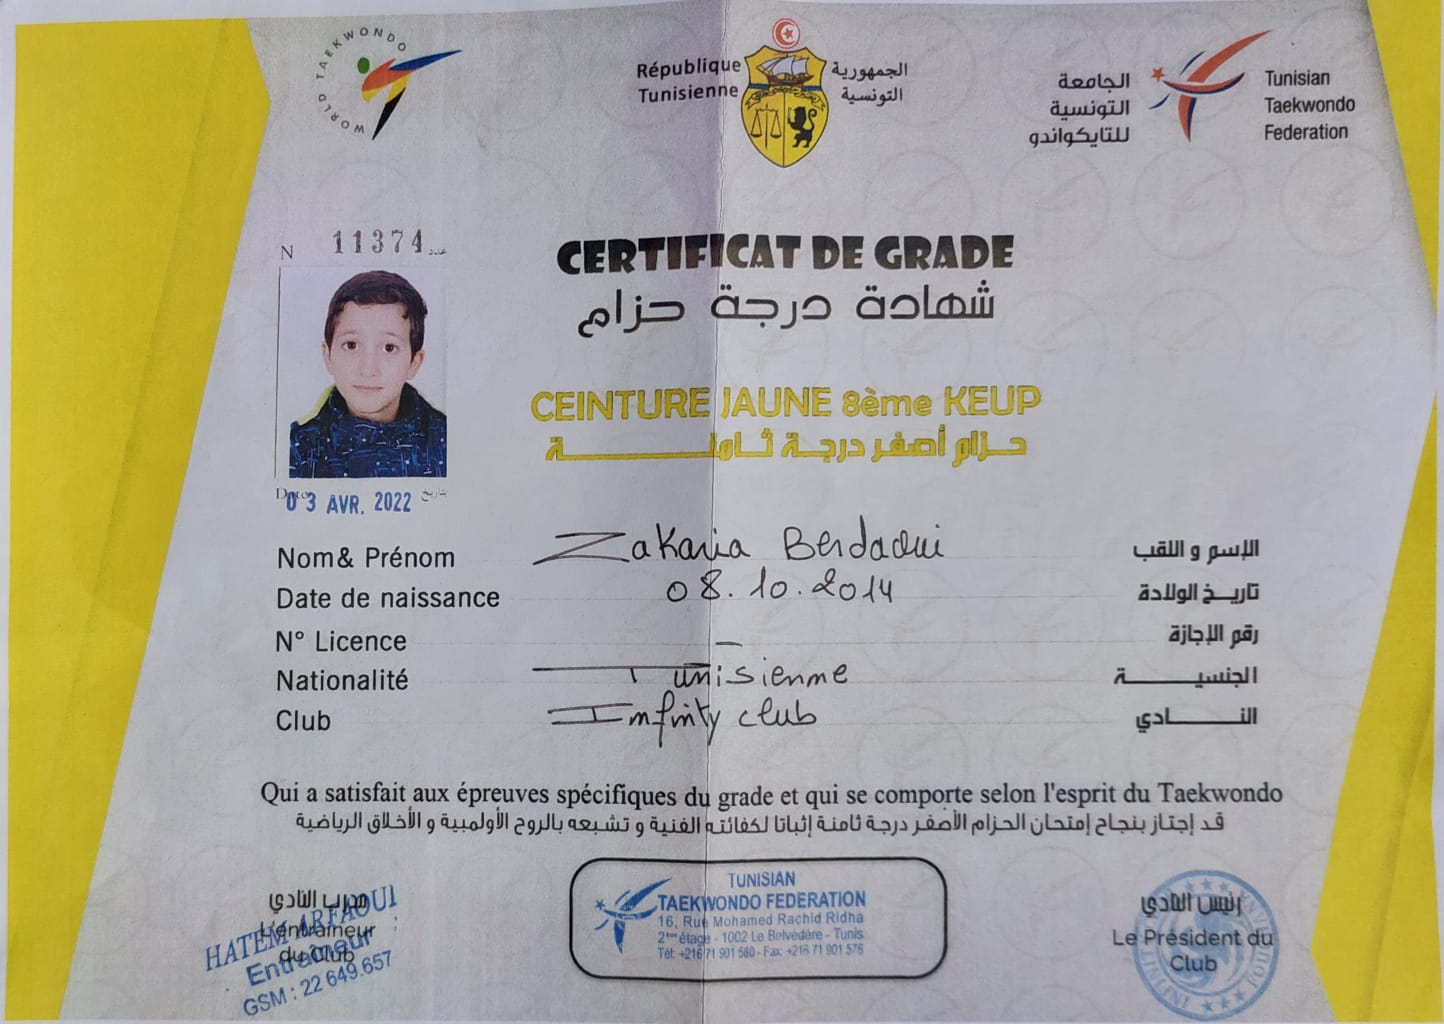 WORLD TAEKWONDO
République
Tunisienne
الجمهورية
التونسية
الجامعة
التونسية
للتايكواندو
Tunisian
Taekwondo
Federation
N 11374 عدد
CERTIFICAT DE GRADE
شهادة درجة حزام
CEINTURE JAUNE 8ème KEUP
حزام أصفر درجة ثامنة
Date بتاريخ
03 AVR. 2022
Nom& Prénom Zakaria Berdaoui الإسم و اللقب
Date de naissance 08.10.2014 تاريخ الولادة
N° Licence — رقم الإجازة
Nationalité Tunisienne الجنسية
Club Infinity club النادي
Qui a satisfait aux épreuves spécifiques du grade et qui se comporte selon l'esprit du Taekwondo
قد إجتاز بنجاح إمتحان الحزام الأصفر درجة ثامنة إثباتا لكفائته الفنية و تشبعه بالروح الأولمبية و الأخلاق الرياضية
مدرب النادي
L'entraîneur
du Club
HATEM ARFAOUI
Entraineur
GSM : 22 649.657
TUNISIAN
TAEKWONDO FEDERATION
16, Rue Mohamed Rachid Ridha
2ème étage - 1002 Le Belvédère - Tunis
Tél: +216 71 901 580 - Fax: +216 71 901 576
رئيس النادي
Le Président du
Club